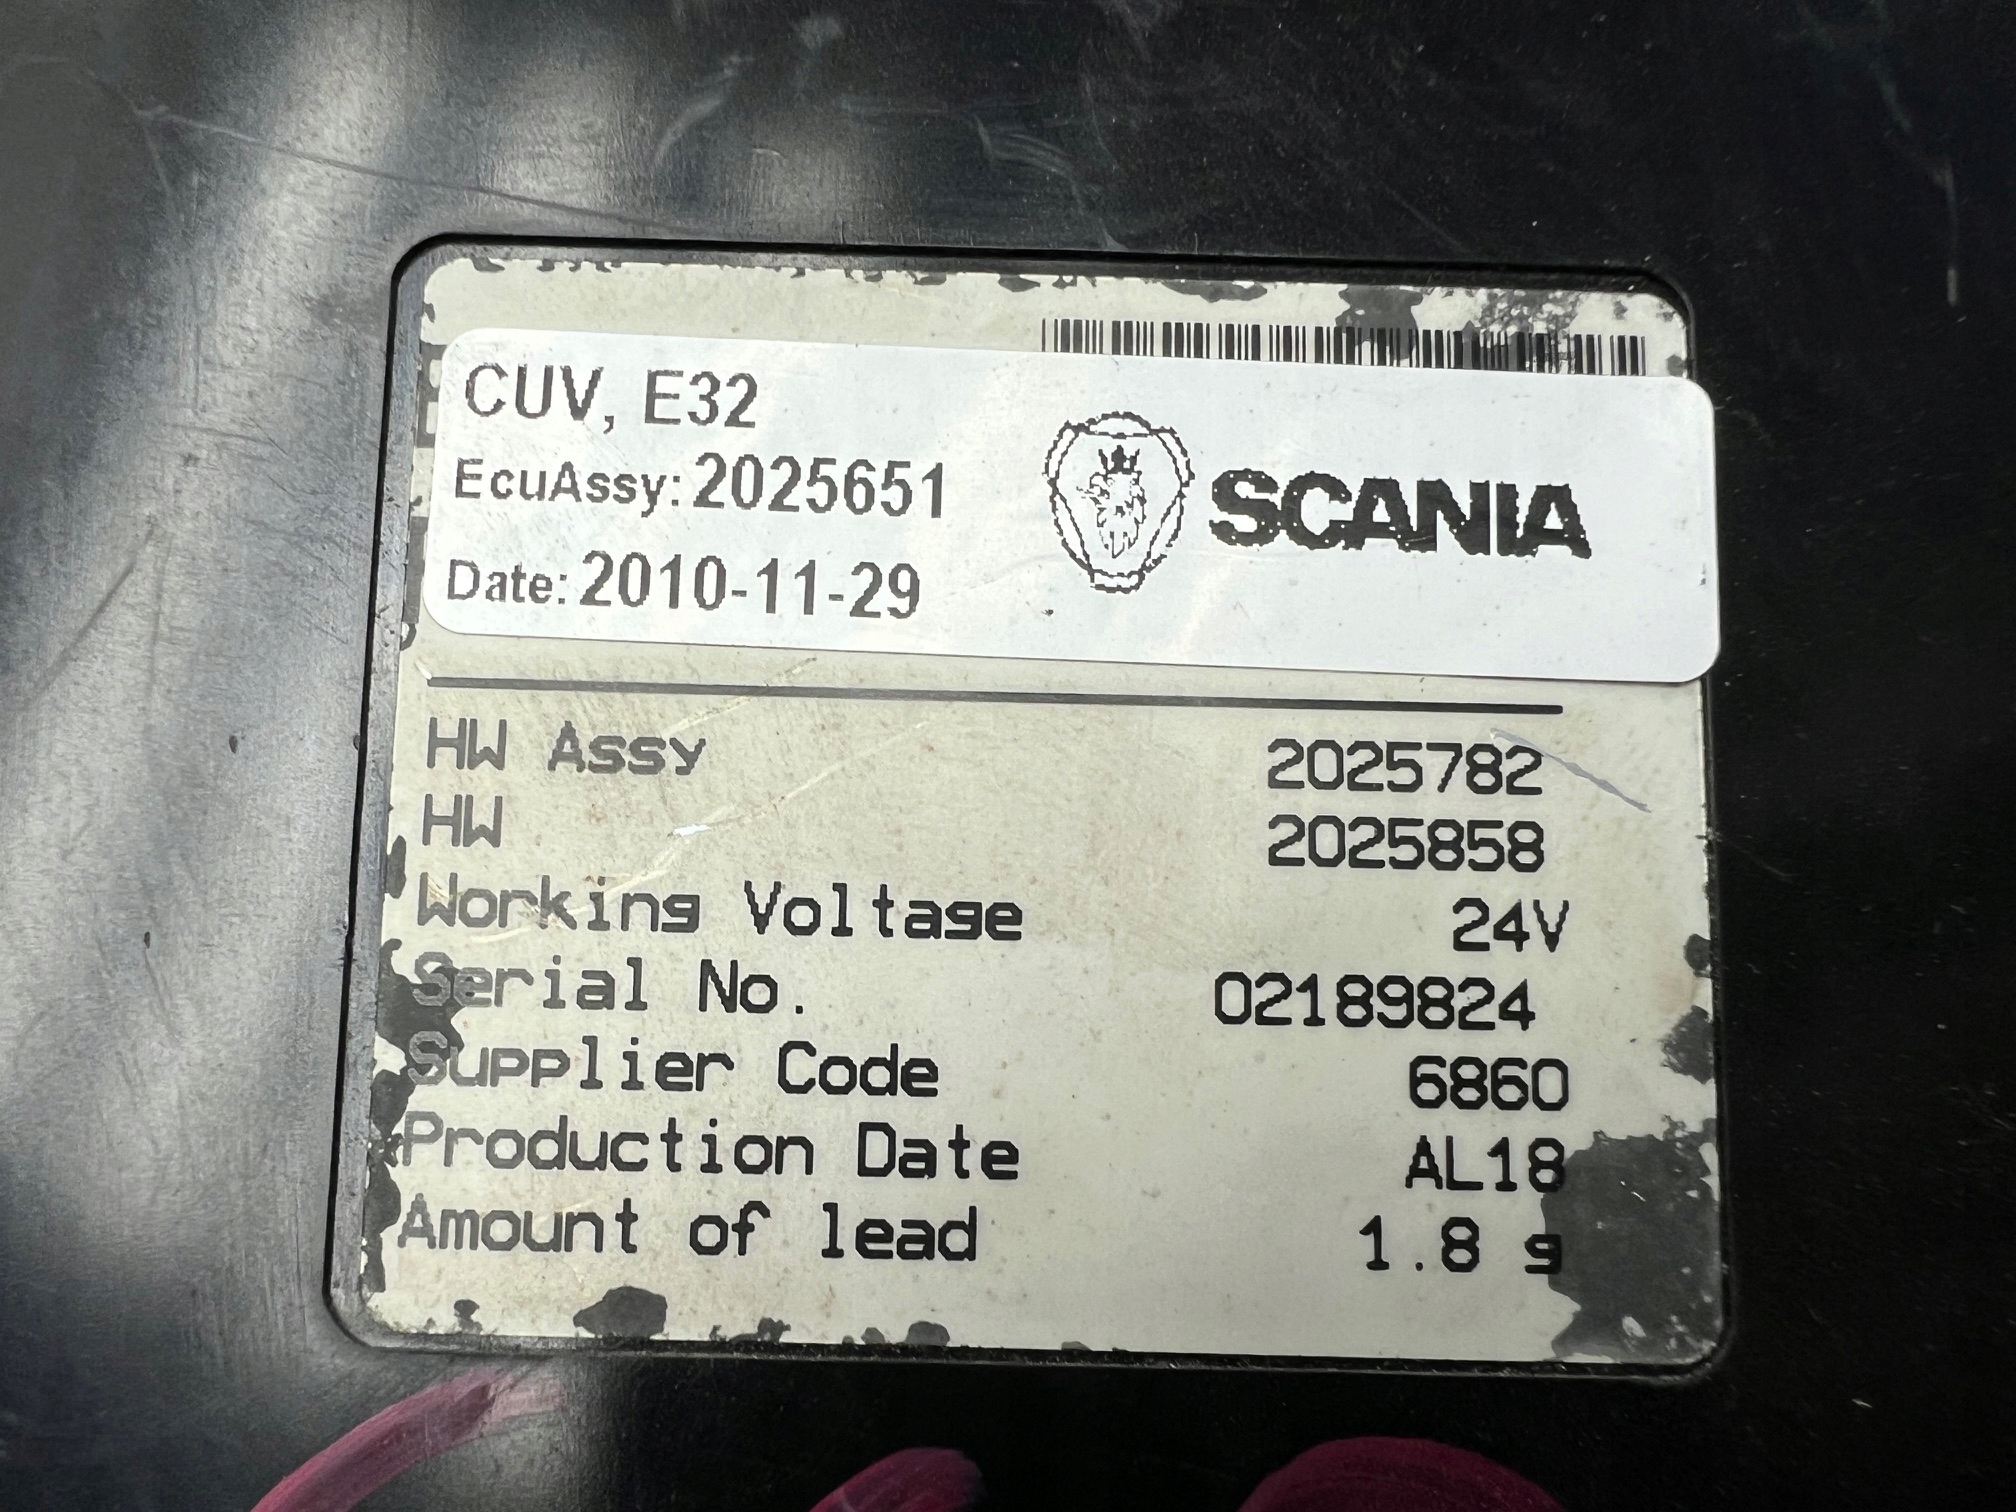 CUV, E32
EcuAssy: 2025651
SCANIA
Date: 2010-11-29
HW Assy 2025782
HW 2025858
Working Voltage 24V
Serial No. 02189824
Supplier Code 6860
Production Date AL18
Amount of lead 1.8 g